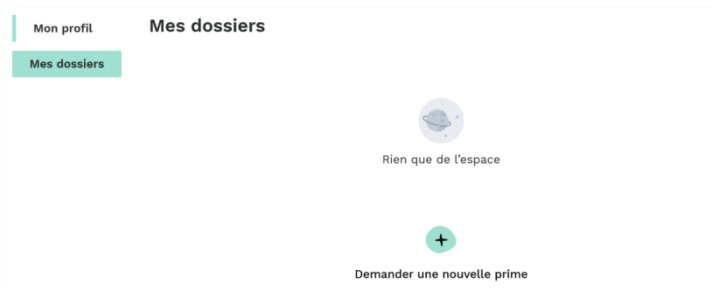 Mon profil
Mes dossiers
Mes dossiers
Rien que de l'espace
Demander une nouvelle prime